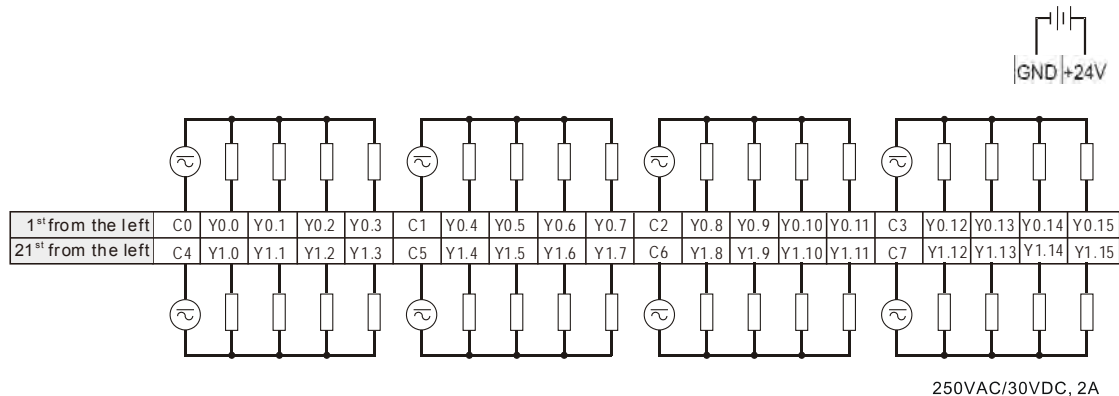 GND +24V
1st from the left C0 Y0.0 Y0.1 Y0.2 Y0.3 C1 Y0.4 Y0.5 Y0.6 Y0.7 C2 Y0.8 Y0.9 Y0.10 Y0.11 C3 Y0.12 Y0.13 Y0.14 Y0.15
21st from the left C4 Y1.0 Y1.1 Y1.2 Y1.3 C5 Y1.4 Y1.5 Y1.6 Y1.7 C6 Y1.8 Y1.9 Y1.10 Y1.11 C7 Y1.12 Y1.13 Y1.14 Y1.15
250VAC/30VDC, 2A